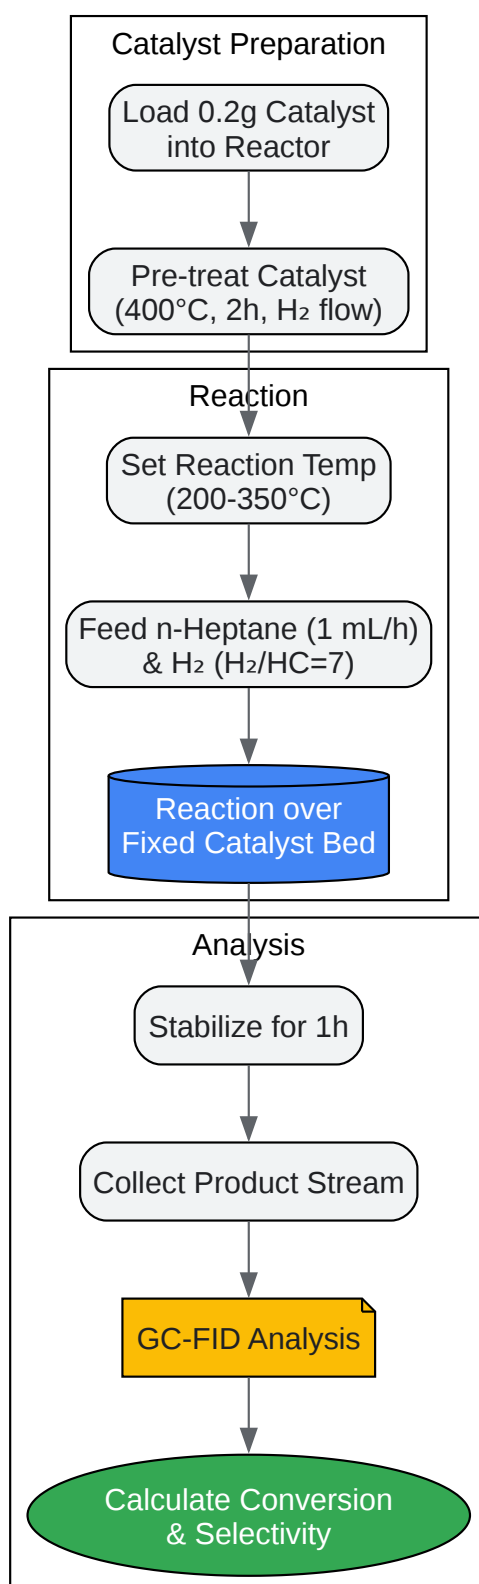 Catalyst Preparation
Load 0.2g Catalyst
into Reactor
Pre-treat Catalyst
(400°C, 2h, H₂ flow)
Reaction
Set Reaction Temp
(200-350°C)
Feed n-Heptane (1 mL/h)
& H₂ (H₂/HC=7)
Reaction over
Fixed Catalyst Bed
Analysis
Stabilize for 1h
Collect Product Stream
GC-FID Analysis
Calculate Conversion
& Selectivity